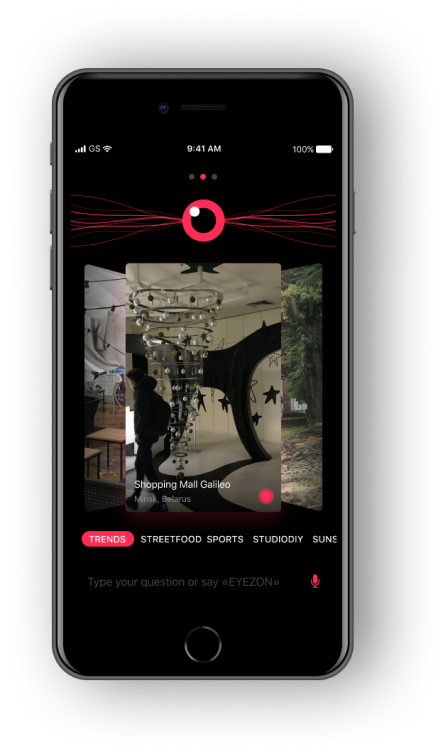 GS 9:41 AM 100%
Shopping Mall Galileo
Minsk, Belarus
TRENDS STREETFOOD SPORTS STUDIODIY SUNS
Type your question or say «EYEZON»